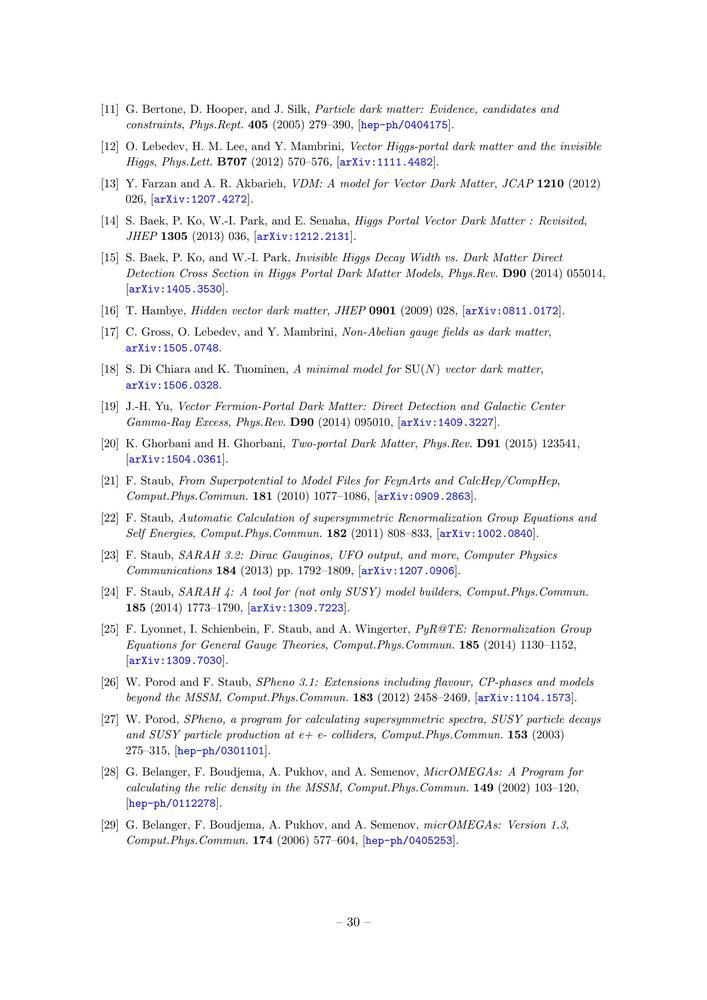 [11] G. Bertone, D. Hooper, and J. Silk, Particle dark matter: Evidence, candidates and
constraints, Phys.Rept. 405 (2005) 279–390, [hep-ph/0404175].
[12] O. Lebedev, H. M. Lee, and Y. Mambrini, Vector Higgs-portal dark matter and the invisible
Higgs, Phys.Lett. B707 (2012) 570–576, [arXiv:1111.4482].
[13] Y. Farzan and A. R. Akbarieh, VDM: A model for Vector Dark Matter, JCAP 1210 (2012)
026, [arXiv:1207.4272].
[14] S. Baek, P. Ko, W.-I. Park, and E. Senaha, Higgs Portal Vector Dark Matter : Revisited,
JHEP 1305 (2013) 036, [arXiv:1212.2131].
[15] S. Baek, P. Ko, and W.-I. Park, Invisible Higgs Decay Width vs. Dark Matter Direct
Detection Cross Section in Higgs Portal Dark Matter Models, Phys.Rev. D90 (2014) 055014,
[arXiv:1405.3530].
[16] T. Hambye, Hidden vector dark matter, JHEP 0901 (2009) 028, [arXiv:0811.0172].
[17] C. Gross, O. Lebedev, and Y. Mambrini, Non-Abelian gauge fields as dark matter,
arXiv:1505.0748.
[18] S. Di Chiara and K. Tuominen, A minimal model for SU(N) vector dark matter,
arXiv:1506.0328.
[19] J.-H. Yu, Vector Fermion-Portal Dark Matter: Direct Detection and Galactic Center
Gamma-Ray Excess, Phys.Rev. D90 (2014) 095010, [arXiv:1409.3227].
[20] K. Ghorbani and H. Ghorbani, Two-portal Dark Matter, Phys.Rev. D91 (2015) 123541,
[arXiv:1504.0361].
[21] F. Staub, From Superpotential to Model Files for FeynArts and CalcHep/CompHep,
Comput.Phys.Commun. 181 (2010) 1077–1086, [arXiv:0909.2863].
[22] F. Staub, Automatic Calculation of supersymmetric Renormalization Group Equations and
Self Energies, Comput.Phys.Commun. 182 (2011) 808–833, [arXiv:1002.0840].
[23] F. Staub, SARAH 3.2: Dirac Gauginos, UFO output, and more, Computer Physics
Communications 184 (2013) pp. 1792–1809, [arXiv:1207.0906].
[24] F. Staub, SARAH 4: A tool for (not only SUSY) model builders, Comput.Phys.Commun.
185 (2014) 1773–1790, [arXiv:1309.7223].
[25] F. Lyonnet, I. Schienbein, F. Staub, and A. Wingerter, PyR@TE: Renormalization Group
Equations for General Gauge Theories, Comput.Phys.Commun. 185 (2014) 1130–1152,
[arXiv:1309.7030].
[26] W. Porod and F. Staub, SPheno 3.1: Extensions including flavour, CP-phases and models
beyond the MSSM, Comput.Phys.Commun. 183 (2012) 2458–2469, [arXiv:1104.1573].
[27] W. Porod, SPheno, a program for calculating supersymmetric spectra, SUSY particle decays
and SUSY particle production at e+ e- colliders, Comput.Phys.Commun. 153 (2003)
275–315, [hep-ph/0301101].
[28] G. Belanger, F. Boudjema, A. Pukhov, and A. Semenov, MicrOMEGAs: A Program for
calculating the relic density in the MSSM, Comput.Phys.Commun. 149 (2002) 103–120,
[hep-ph/0112278].
[29] G. Belanger, F. Boudjema, A. Pukhov, and A. Semenov, micrOMEGAs: Version 1.3,
Comput.Phys.Commun. 174 (2006) 577–604, [hep-ph/0405253].
– 30 –